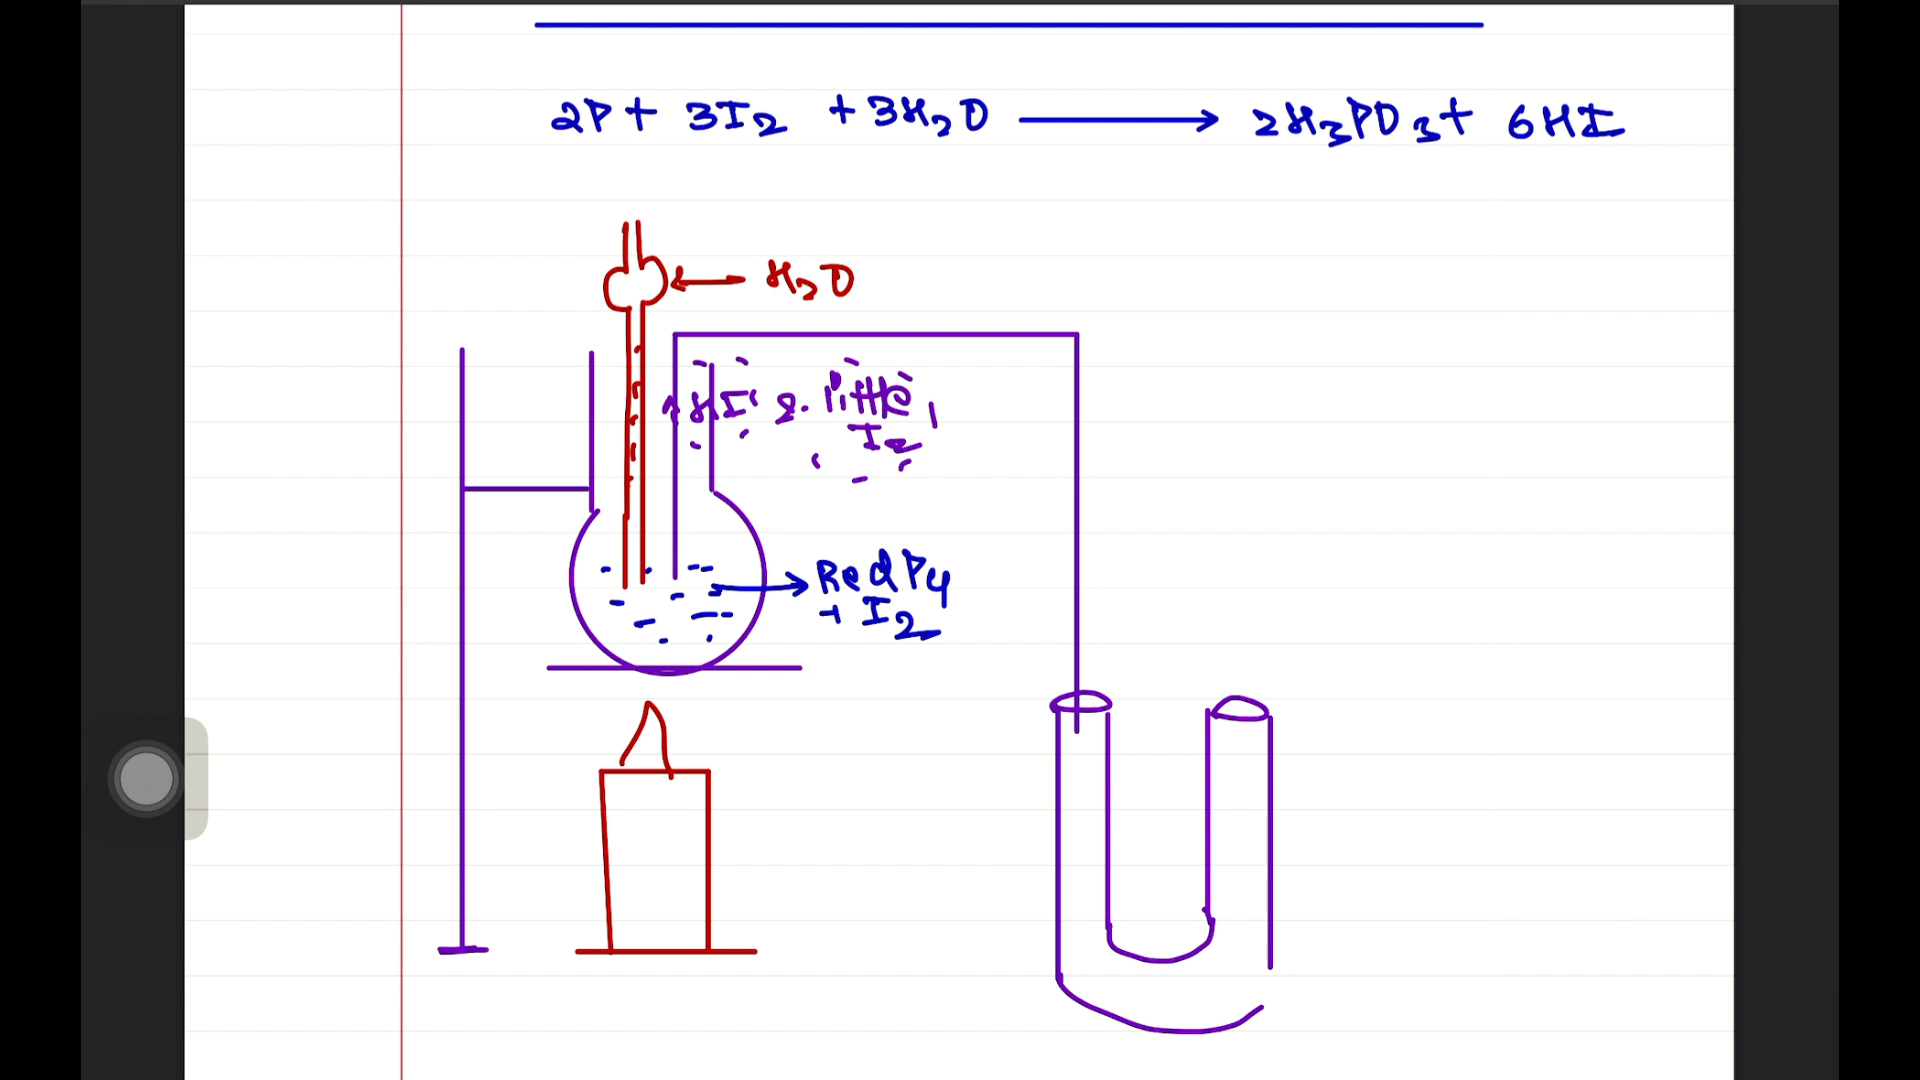 2P + 3I2 + 3H2O ⟶ 2H3PO3 + 6HI
H2O
HI & little
I2
Red P4
+ I2